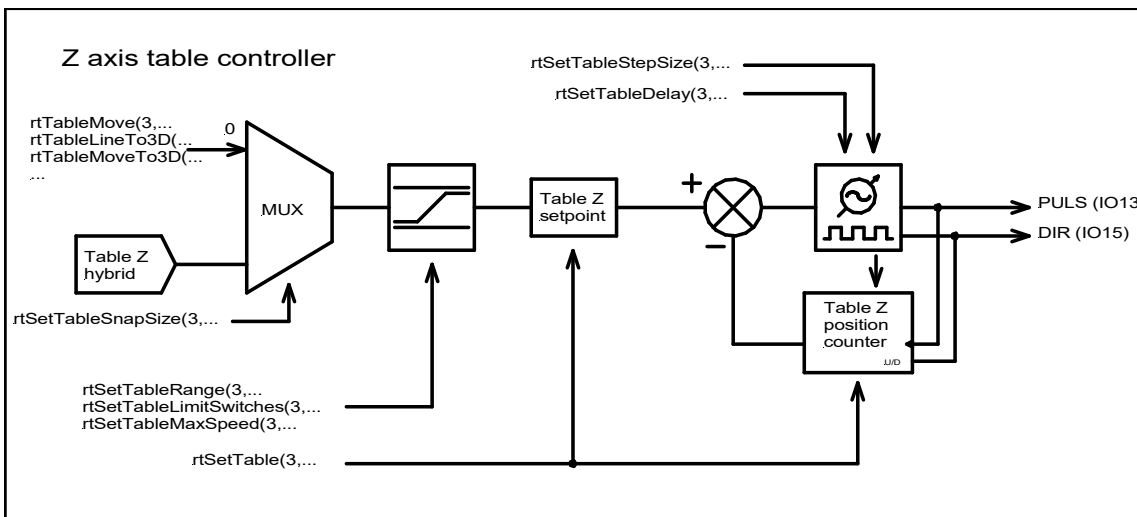 Z axis table controller
rtSetTableStepSize(3,...
rtSetTableDelay(3,...
rtTableMove(3,...
rtTableLineTo3D(...
rtTableMoveTo3D(...
...
0
MUX
Table Z
hybrid
rtSetTableSnapSize(3,...
Table Z
setpoint
+
−
PULS (IO13
DIR (IO15)
Table Z
position
counter
U/D
rtSetTableRange(3,...
rtSetTableLimitSwitches(3,...
rtSetTableMaxSpeed(3,...
rtSetTable(3,...